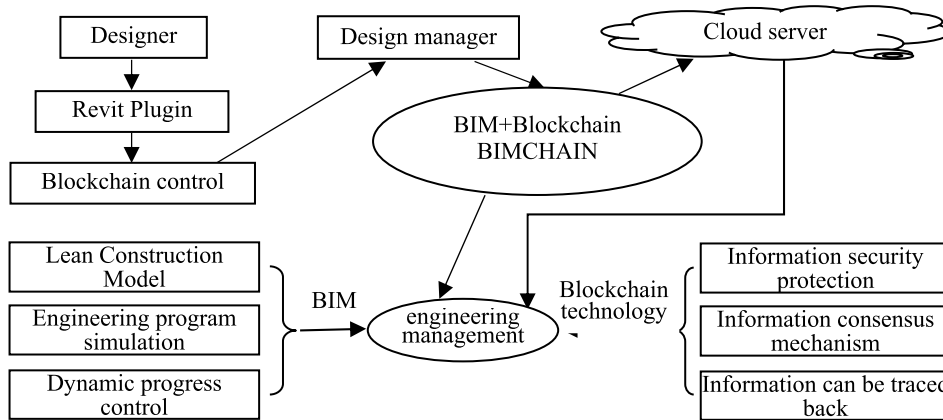 Designer
Design manager
Cloud server
Revit Plugin
BIM+Blockchain
BIMCHAIN
Blockchain control
Lean Construction
Model
Engineering program
simulation
Dynamic progress
control
BIM
engineering
management
Blockchain
technology
Information security
protection
Information consensus
mechanism
Information can be traced
back